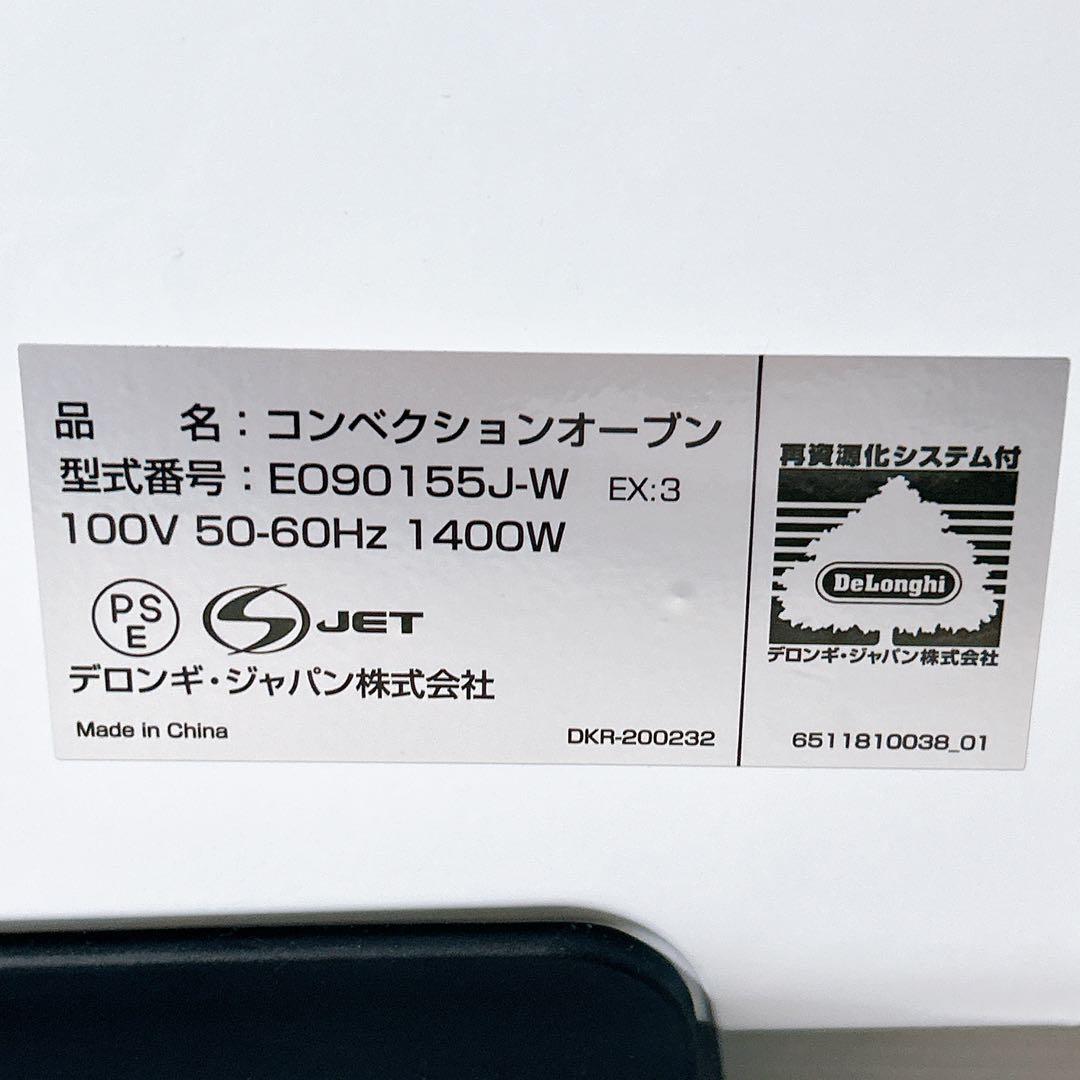 品 名：コンベクションオーブン
型式番号：EO90155J-W EX:3
100V 50-60Hz 1400W
PS
E
S JET
デロンギ・ジャパン株式会社
Made in China
DKR-200232
再資源化システム付
DeLonghi
デロンギ・ジャパン株式会社
6511810038_01